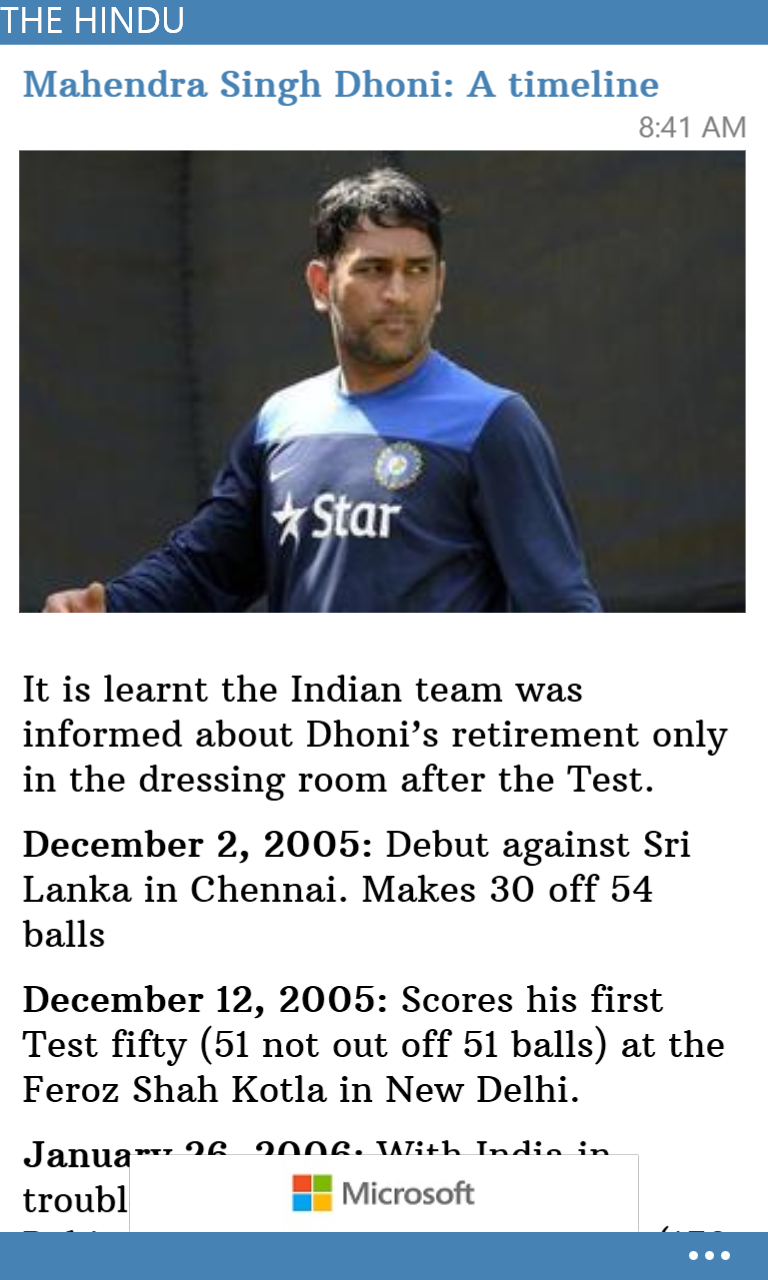 THE HINDU
Mahendra Singh Dhoni: A timeline
8:41 AM
Star
It is learnt the Indian team was
informed about Dhoni’s retirement only
in the dressing room after the Test.
December 2, 2005: Debut against Sri
Lanka in Chennai. Makes 30 off 54
balls
December 12, 2005: Scores his first
Test fifty (51 not out off 51 balls) at the
Feroz Shah Kotla in New Delhi.
January 26, 2006: With India in
Microsoft